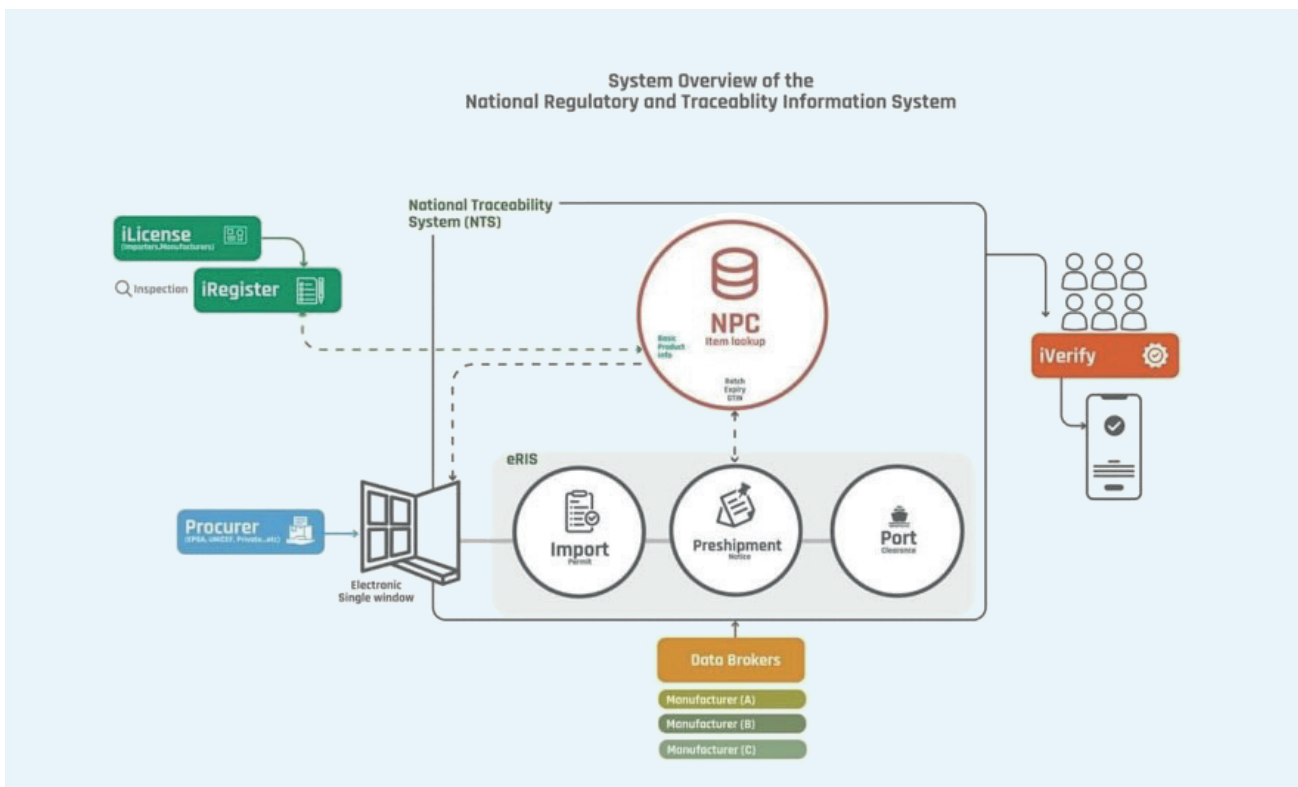 System Overview of the
National Regulatory and Traceablity Information System
National Traceability
System (NTS)
iLicense
(Importers,Manufacturers)
Inspection
iRegister
NPC
Item lookup
Basic
Product
info
Batch
Expiry
GTIN
iVerify
eRIS
Procurer
(EPSA, UNICEF, Private..etc)
Electronic
Single window
Import
Permit
Preshipment
Notice
Port
Clearance
Data Brokers
Manufacturer (A)
Manufacturer (B)
Manufacturer (C)